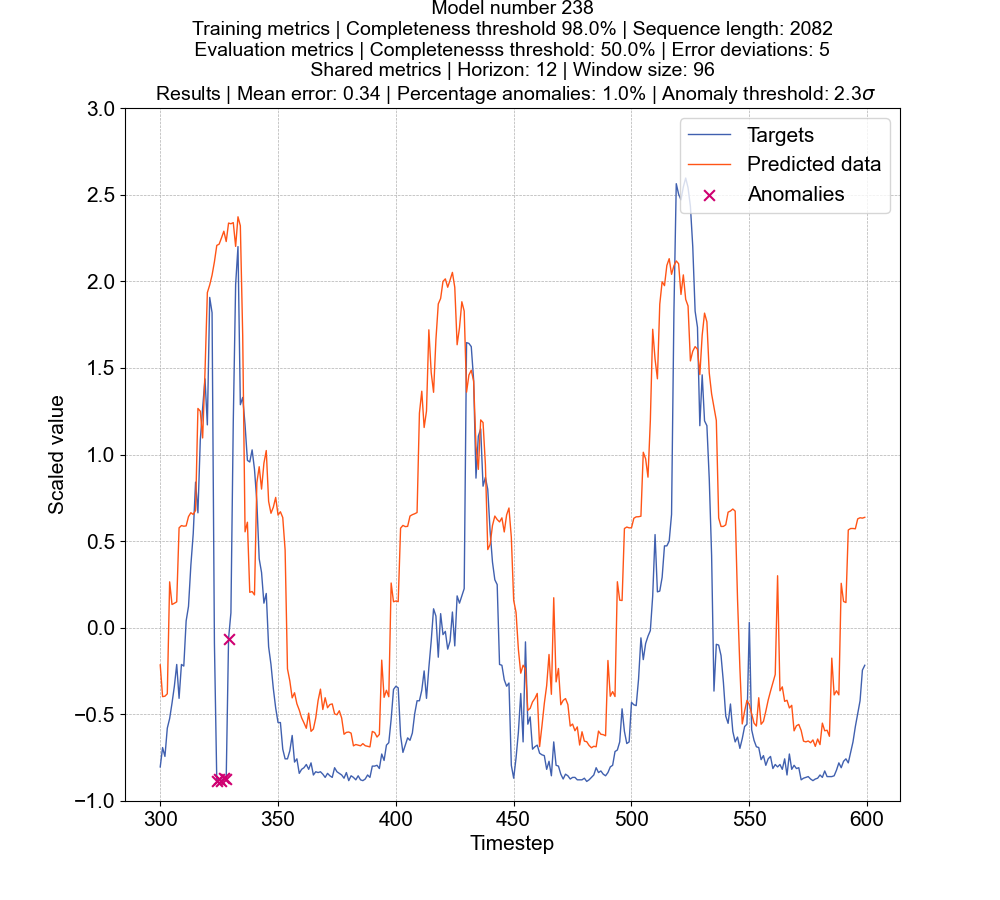 Model number 238
Training metrics | Completeness threshold 98.0% | Sequence length: 2082
Evaluation metrics | Completenesss threshold: 50.0% | Error deviations: 5
Shared metrics | Horizon: 12 | Window size: 96
Results | Mean error: 0.34 | Percentage anomalies: 1.0% | Anomaly threshold: 2.3σ
3.0
2.5
2.0
1.5
1.0
0.5
0.0
−0.5
−1.0
Scaled value
Targets
Predicted data
Anomalies
300
350
400
450
500
550
600
Timestep